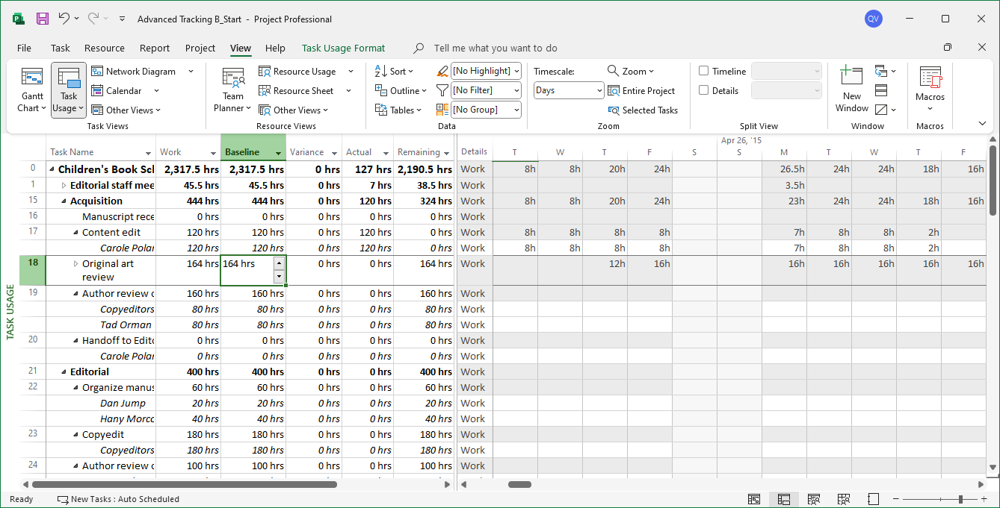 Advanced Tracking B_Start - Project Professional
QV
File Task Resource Report Project View Help Task Usage Format Tell me what you want to do
Gantt Chart
Task Usage
Network Diagram
Calendar
Other Views
Task Views
Team Planner
Resource Usage
Resource Sheet
Other Views
Resource Views
Sort
Outline
Tables
[No Highlight]
[No Filter]
[No Group]
Data
Timescale:
Days
Zoom
Entire Project
Selected Tasks
Zoom
Timeline
Details
Split View
New Window
Window
Macros
Macros
Apr 26, '15
Task Name Work Baseline Variance Actual Remaining Details T W T F S S M T W T F
0 Children's Book Scl 2,317.5 hrs 2,317.5 hrs 0 hrs 127 hrs 2,190.5 hrs Work 8h 8h 20h 24h 26.5h 24h 24h 18h 16h
1 Editorial staff mee 45.5 hrs 45.5 hrs 0 hrs 7 hrs 38.5 hrs Work 3.5h
15 Acquisition 444 hrs 444 hrs 0 hrs 120 hrs 324 hrs Work 8h 8h 20h 24h 23h 24h 24h 18h 16h
16 Manuscript rece 0 hrs 0 hrs 0 hrs 0 hrs 0 hrs Work
17 Content edit 120 hrs 120 hrs 0 hrs 120 hrs 0 hrs Work 8h 8h 8h 8h 7h 8h 8h 2h
Carole Polar 120 hrs 120 hrs 0 hrs 120 hrs 0 hrs Work 8h 8h 8h 8h 7h 8h 8h 2h
18 Original art 164 hrs 164 hrs 0 hrs 0 hrs 164 hrs Work 12h 16h 16h 16h 16h 16h 16h
review
19 Author review c 160 hrs 160 hrs 0 hrs 0 hrs 160 hrs Work
Copyeditors 80 hrs 80 hrs 0 hrs 0 hrs 80 hrs Work
Tad Orman 80 hrs 80 hrs 0 hrs 0 hrs 80 hrs Work
20 Handoff to Edito 0 hrs 0 hrs 0 hrs 0 hrs 0 hrs Work
Carole Polar 0 hrs 0 hrs 0 hrs 0 hrs 0 hrs Work
21 Editorial 400 hrs 400 hrs 0 hrs 0 hrs 400 hrs Work
22 Organize manus 60 hrs 60 hrs 0 hrs 0 hrs 60 hrs Work
Dan Jump 20 hrs 20 hrs 0 hrs 0 hrs 20 hrs Work
Hany Morco 40 hrs 40 hrs 0 hrs 0 hrs 40 hrs Work
23 Copyedit 180 hrs 180 hrs 0 hrs 0 hrs 180 hrs Work
Copyeditors 180 hrs 180 hrs 0 hrs 0 hrs 180 hrs Work
24 Author review c 100 hrs 100 hrs 0 hrs 0 hrs 100 hrs Work
TASK USAGE
Ready New Tasks : Auto Scheduled